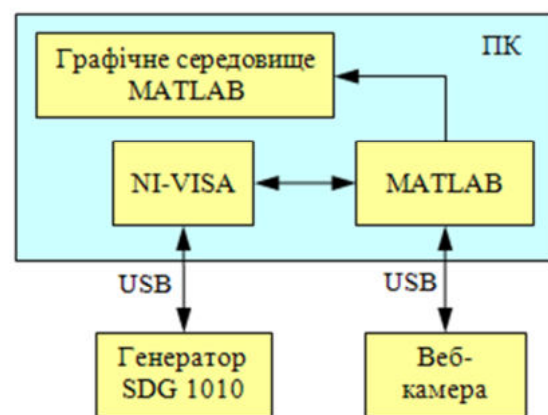 ПК
Графічне середовище
MATLAB
NI-VISA
MATLAB
USB
USB
Генератор
SDG 1010
Веб-
камера